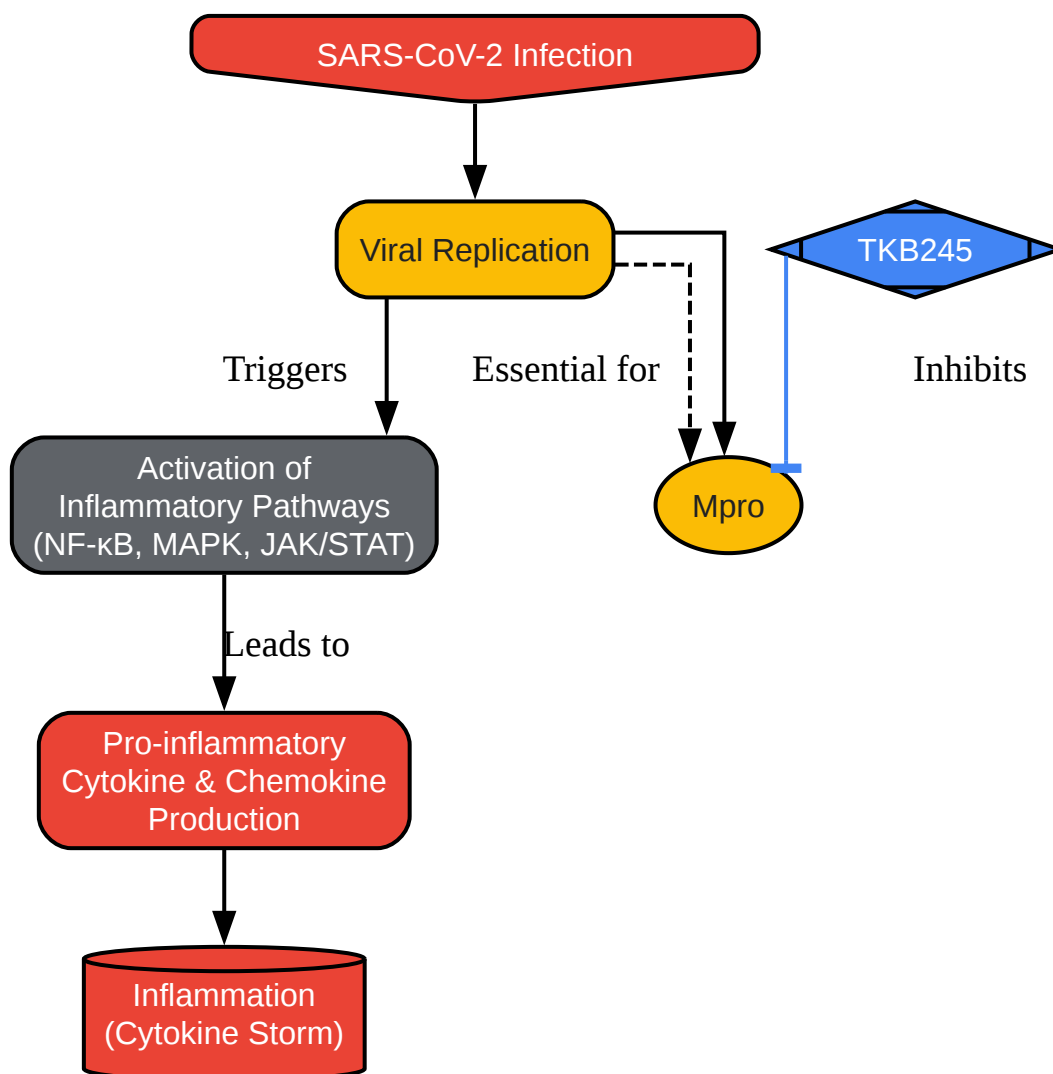 SARS-CoV-2 Infection
Viral Replication
TKB245
Triggers
Essential for
Inhibits
Activation of
Inflammatory Pathways
(NF-κB, MAPK, JAK/STAT)
Mpro
Leads to
Pro-inflammatory
Cytokine & Chemokine
Production
Inflammation
(Cytokine Storm)